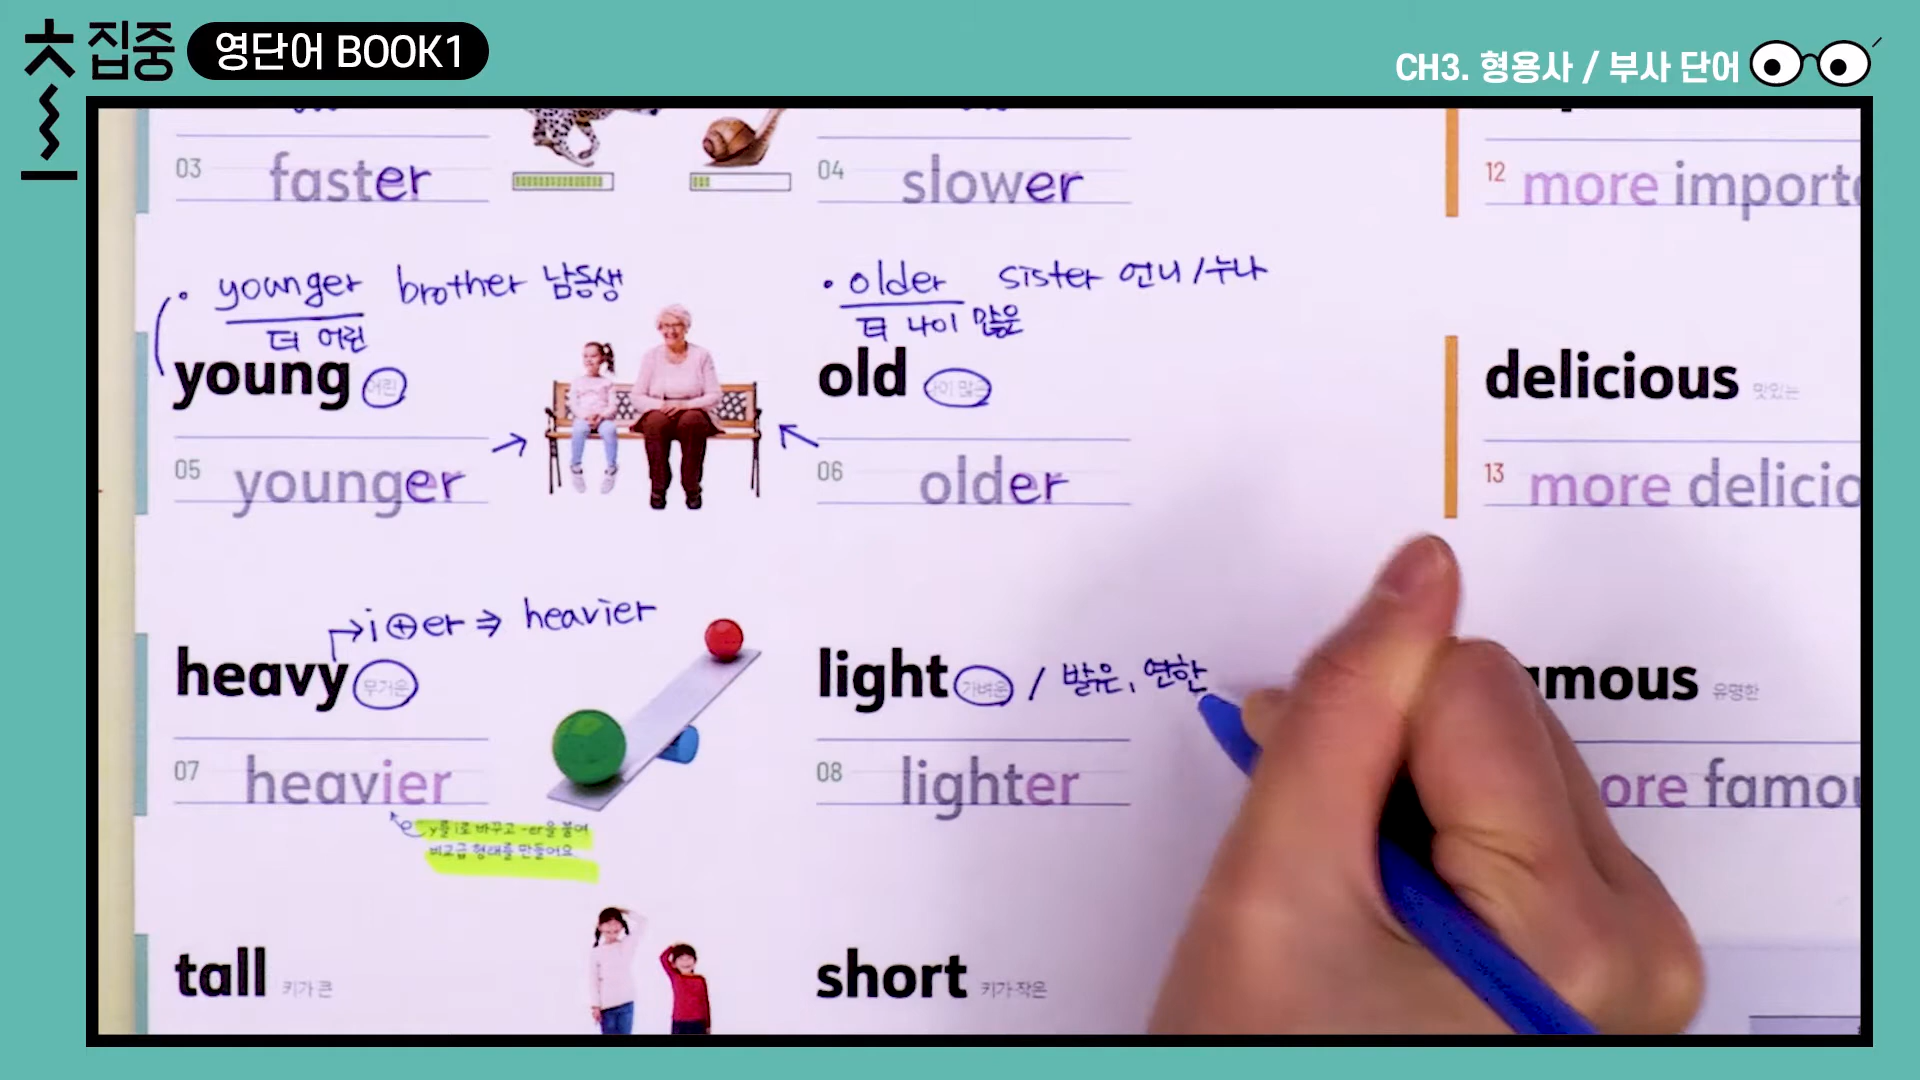 초집중 영단어 BOOK1
CH3. 형용사 / 부사 단어
03 faster
04 slower
12 more importa
younger brother 남동생
더 어린
older sister 언니/누나
더 나이 많은
young 어린
old 나이 많은
delicious 맛있는
05 younger
06 older
13 more delicio
i + er ⇒ heavier
heavy 무거운
light 가벼운 / 밝은, 연한
amous 유명한
07 heavier
08 lighter
ore famou
y를 i로 바꾸고 -er을 붙여
비교급 형태를 만들어요.
tall 키가 큰
short 키가 작은